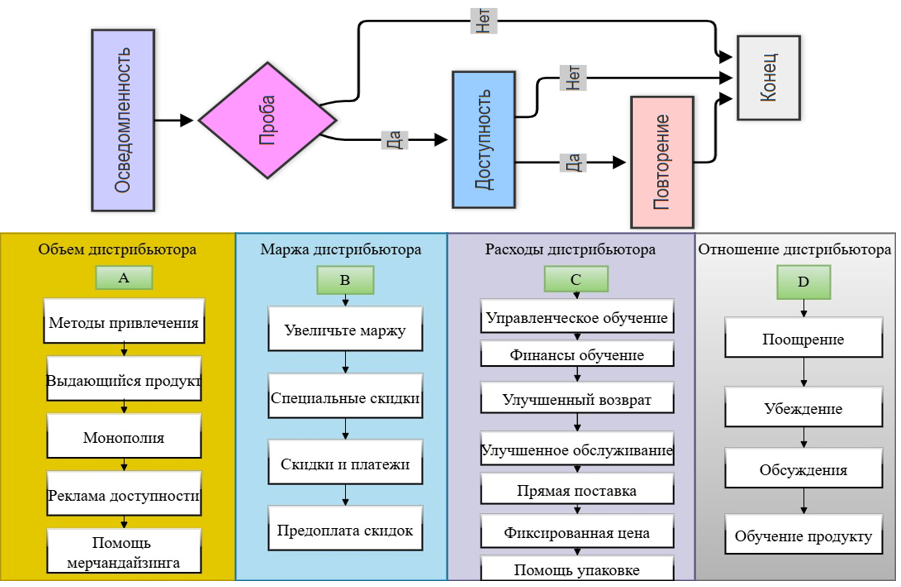 Осведомленность
Проба
Нет
Да
Доступность
Нет
Да
Повторение
Конец
Объем дистрибьютора
A
Методы привлечения
Выдающийся продукт
Монополия
Реклама доступности
Помощь
мерчандайзинга
Маржа дистрибьютора
B
Увеличьте маржу
Специальные скидки
Скидки и платежи
Предоплата скидок
Расходы дистрибьютора
C
Управленческое обучение
Финансы обучение
Улучшенный возврат
Улучшенное обслуживание
Прямая поставка
Фиксированная цена
Помощь упаковке
Отношение дистрибьютора
D
Поощрение
Убеждение
Обсуждения
Обучение продукту